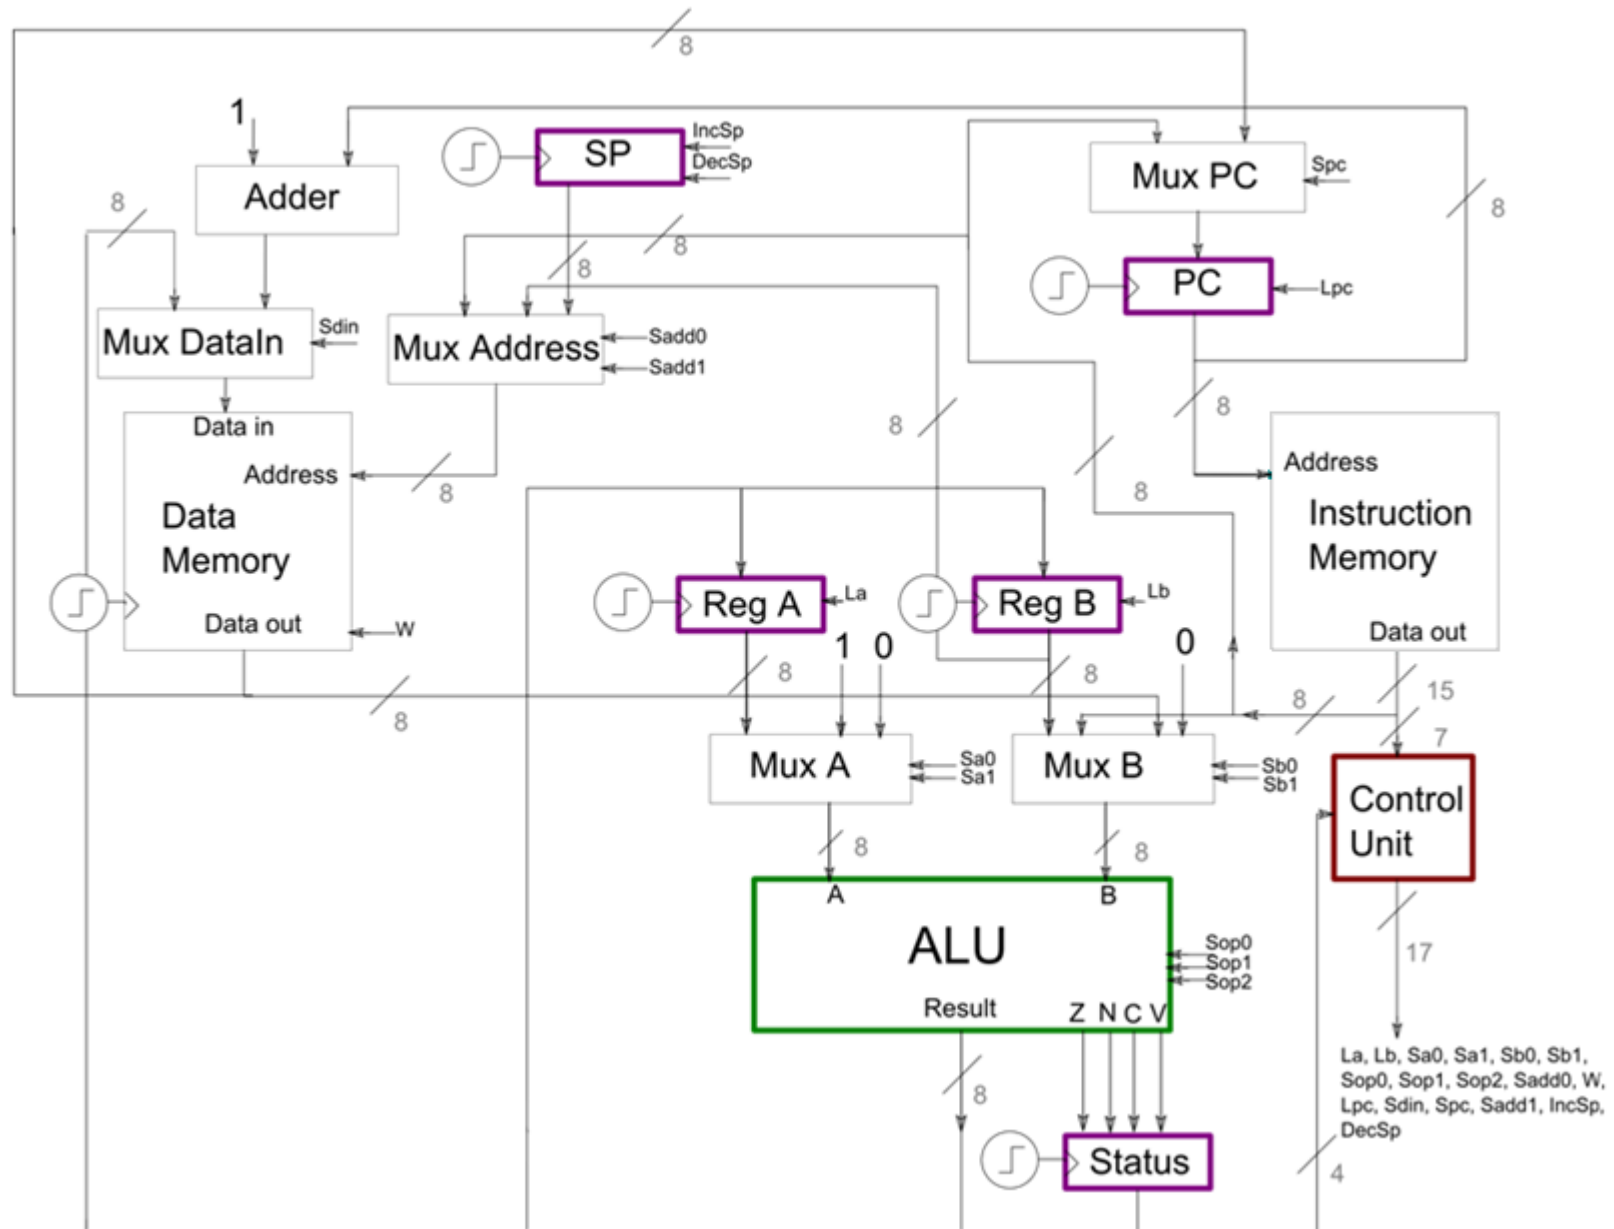 8
1
IncSp
SP
DecSp
Mux PC
Spc
Adder
8
8
8
8
PC
Lpc
Mux DataIn
Sdin
Mux Address
Sadd0
Sadd1
8
8
Data in
Address
8
8
Address
Data
Memory
Instruction
Memory
Reg A
La
Reg B
Lb
Data out
W
Data out
1 0
0
8
8
8
15
8
7
Mux A
Sa0
Sa1
Mux B
Sb0
Sb1
Control
Unit
8
8
A
B
ALU
Sop0
Sop1
Sop2
17
Result
Z N C V
8
La, Lb, Sa0, Sa1, Sb0, Sb1,
Sop0, Sop1, Sop2, Sadd0, W,
Lpc, Sdin, Spc, Sadd1, IncSp,
DecSp
Status
4